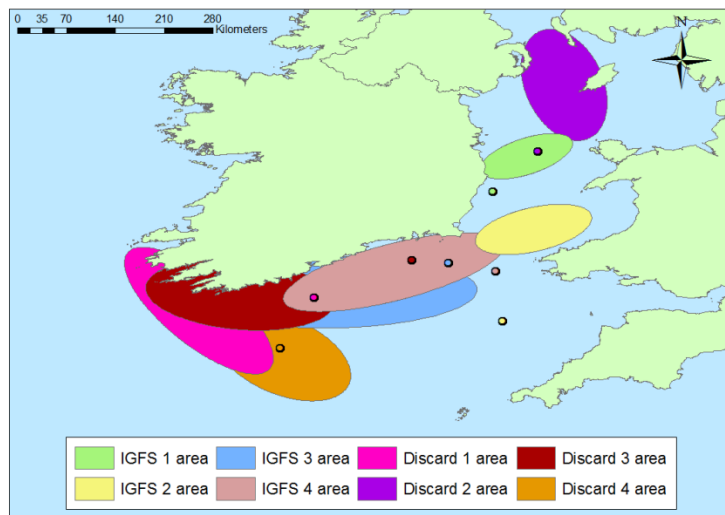 0 35 70 140 210 280
Kilometers
N
IGFS 1 area IGFS 3 area Discard 1 area Discard 3 area
IGFS 2 area IGFS 4 area Discard 2 area Discard 4 area